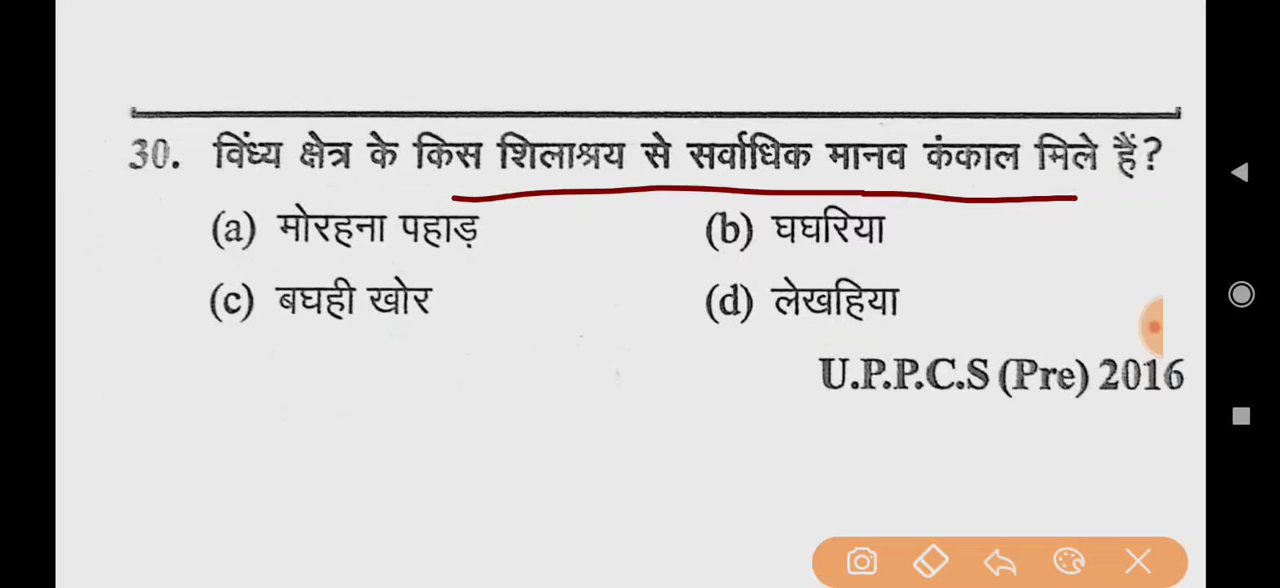 30. विंध्य क्षेत्र के किस शिलाश्रय से सर्वाधिक मानव कंकाल मिले हैं?
(a) मोरहना पहाड़ (b) घघरिया
(c) बघही खोर (d) लेखहिया
U.P.P.C.S (Pre) 2016